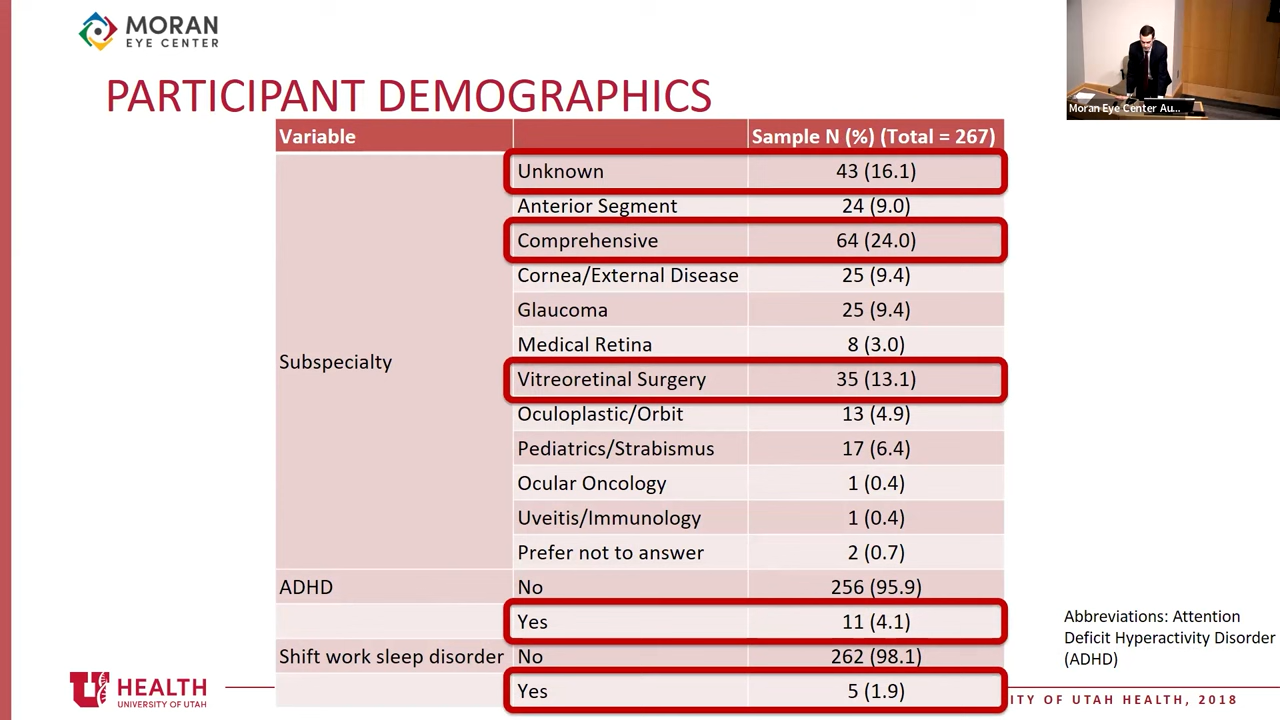 MORAN
EYE CENTER
Moran Eye Center Au...
PARTICIPANT DEMOGRAPHICS
Variable Sample N (%) (Total = 267)
Subspecialty
Unknown 43 (16.1)
Anterior Segment 24 (9.0)
Comprehensive 64 (24.0)
Cornea/External Disease 25 (9.4)
Glaucoma 25 (9.4)
Medical Retina 8 (3.0)
Vitreoretinal Surgery 35 (13.1)
Oculoplastic/Orbit 13 (4.9)
Pediatrics/Strabismus 17 (6.4)
Ocular Oncology 1 (0.4)
Uveitis/Immunology 1 (0.4)
Prefer not to answer 2 (0.7)
ADHD No 256 (95.9)
Yes 11 (4.1)
Shift work sleep disorder No 262 (98.1)
Yes 5 (1.9)
Abbreviations: Attention
Deficit Hyperactivity Disorder
(ADHD)
U HEALTH
UNIVERSITY OF UTAH
ITY OF UTAH HEALTH, 2018